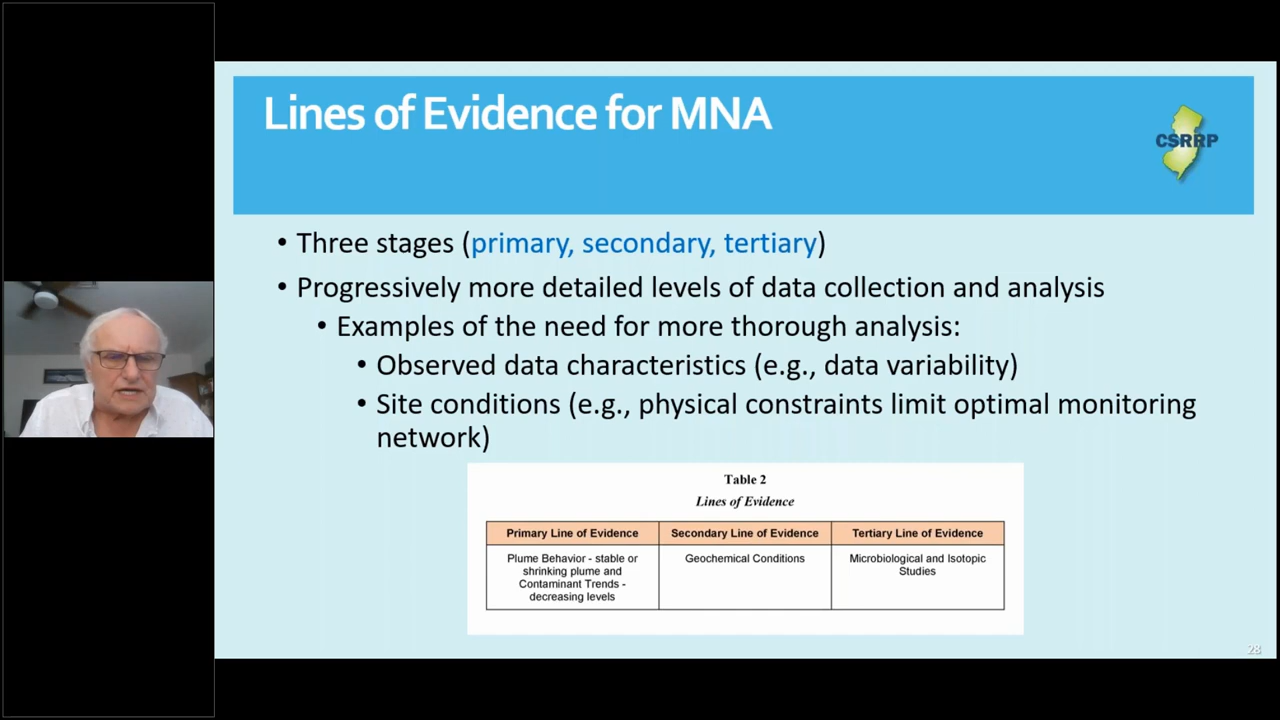 Lines of Evidence for MNA
CSRRP
• Three stages (primary, secondary, tertiary)
• Progressively more detailed levels of data collection and analysis
• Examples of the need for more thorough analysis:
• Observed data characteristics (e.g., data variability)
• Site conditions (e.g., physical constraints limit optimal monitoring
network)
Table 2
Lines of Evidence
Primary Line of Evidence
Secondary Line of Evidence
Tertiary Line of Evidence
Plume Behavior - stable or
shrinking plume and
Contaminant Trends -
decreasing levels
Geochemical Conditions
Microbiological and Isotopic
Studies
28